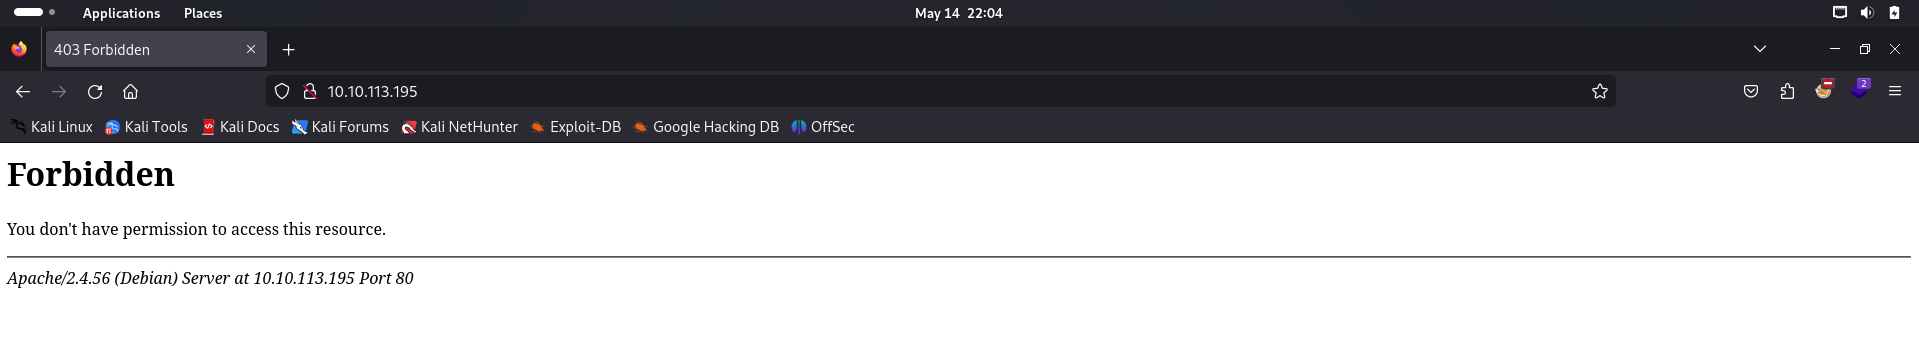 Applications Places May 14 22:04
403 Forbidden
10.10.113.195 2
Kali Linux Kali Tools Kali Docs Kali Forums Kali NetHunter Exploit-DB Google Hacking DB OffSec
Forbidden
You don't have permission to access this resource.
Apache/2.4.56 (Debian) Server at 10.10.113.195 Port 80